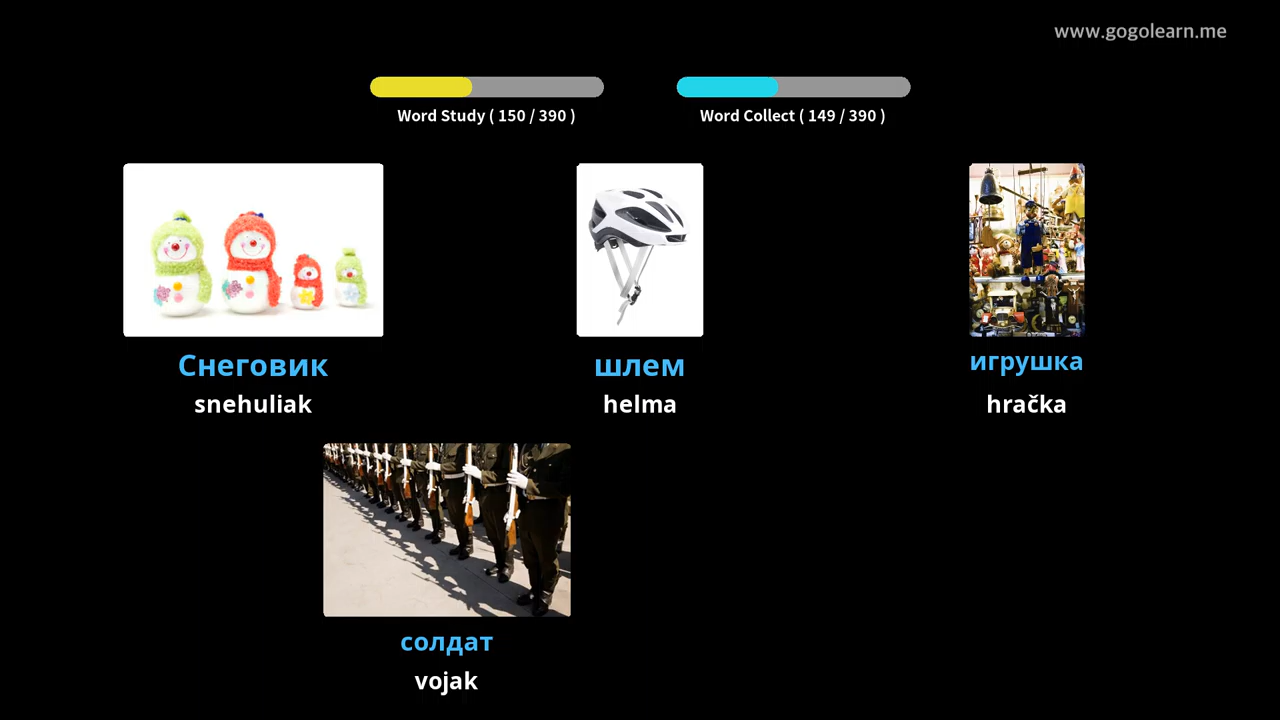 www.gogolearn.me
Word Study ( 150 / 390 )
Word Collect ( 149 / 390 )
Снеговик
snehuliak
шлем
helma
игрушка
hračka
солдат
vojak